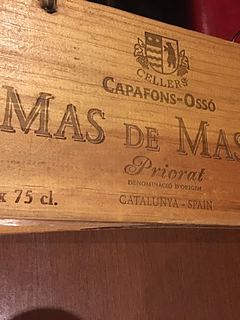 CELLERS
CAPAFONS-OSSÓ
MAS DE MAS
Priorat
DENOMINACIÓ D'ORIGEN
CATALUNYA - SPAIN
x 75 cl.